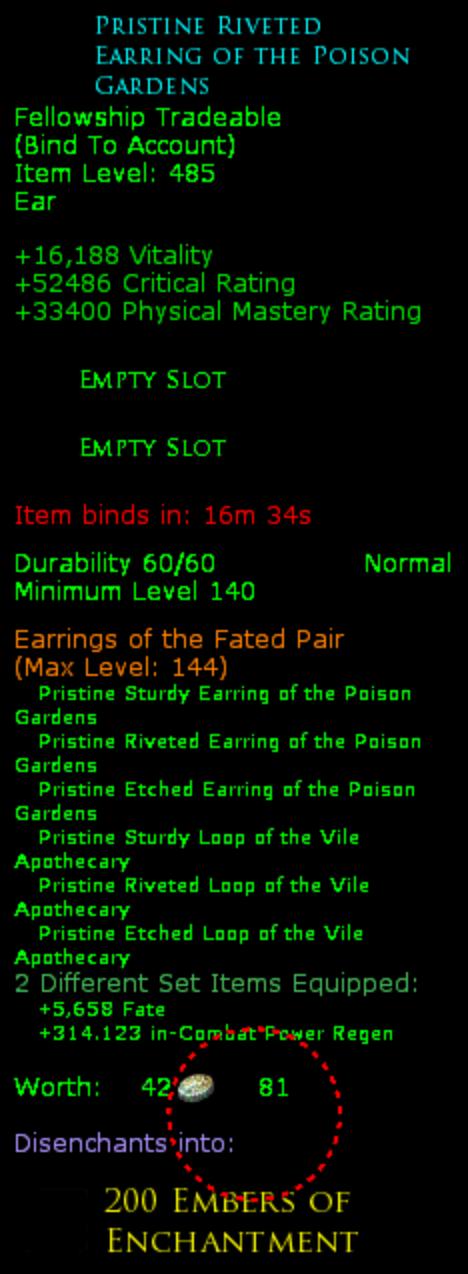 Pristine Riveted
Earring of the Poison
Gardens
Fellowship Tradeable
(Bind To Account)
Item Level: 485
Ear
+16,188 Vitality
+52486 Critical Rating
+33400 Physical Mastery Rating
Empty Slot
Empty Slot
Item binds in: 16m 34s
Durability 60/60 Normal
Minimum Level 140
Earrings of the Fated Pair
(Max Level: 144)
Pristine Sturdy Earring of the Poison
Gardens
Pristine Riveted Earring of the Poison
Gardens
Pristine Etched Earring of the Poison
Gardens
Pristine Sturdy Loop of the Vile
Apothecary
Pristine Riveted Loop of the Vile
Apothecary
Pristine Etched Loop of the Vile
Apothecary
2 Different Set Items Equipped:
+5,658 Fate
+314.123 in-Combat Power Regen
Worth: 42 81
Disenchants into:
200 Embers of
Enchantment